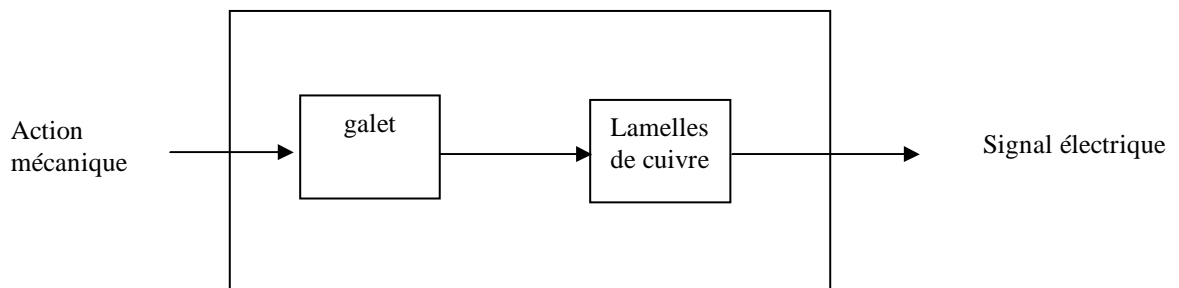 Action
mécanique
galet
Lamelles
de cuivre
Signal électrique